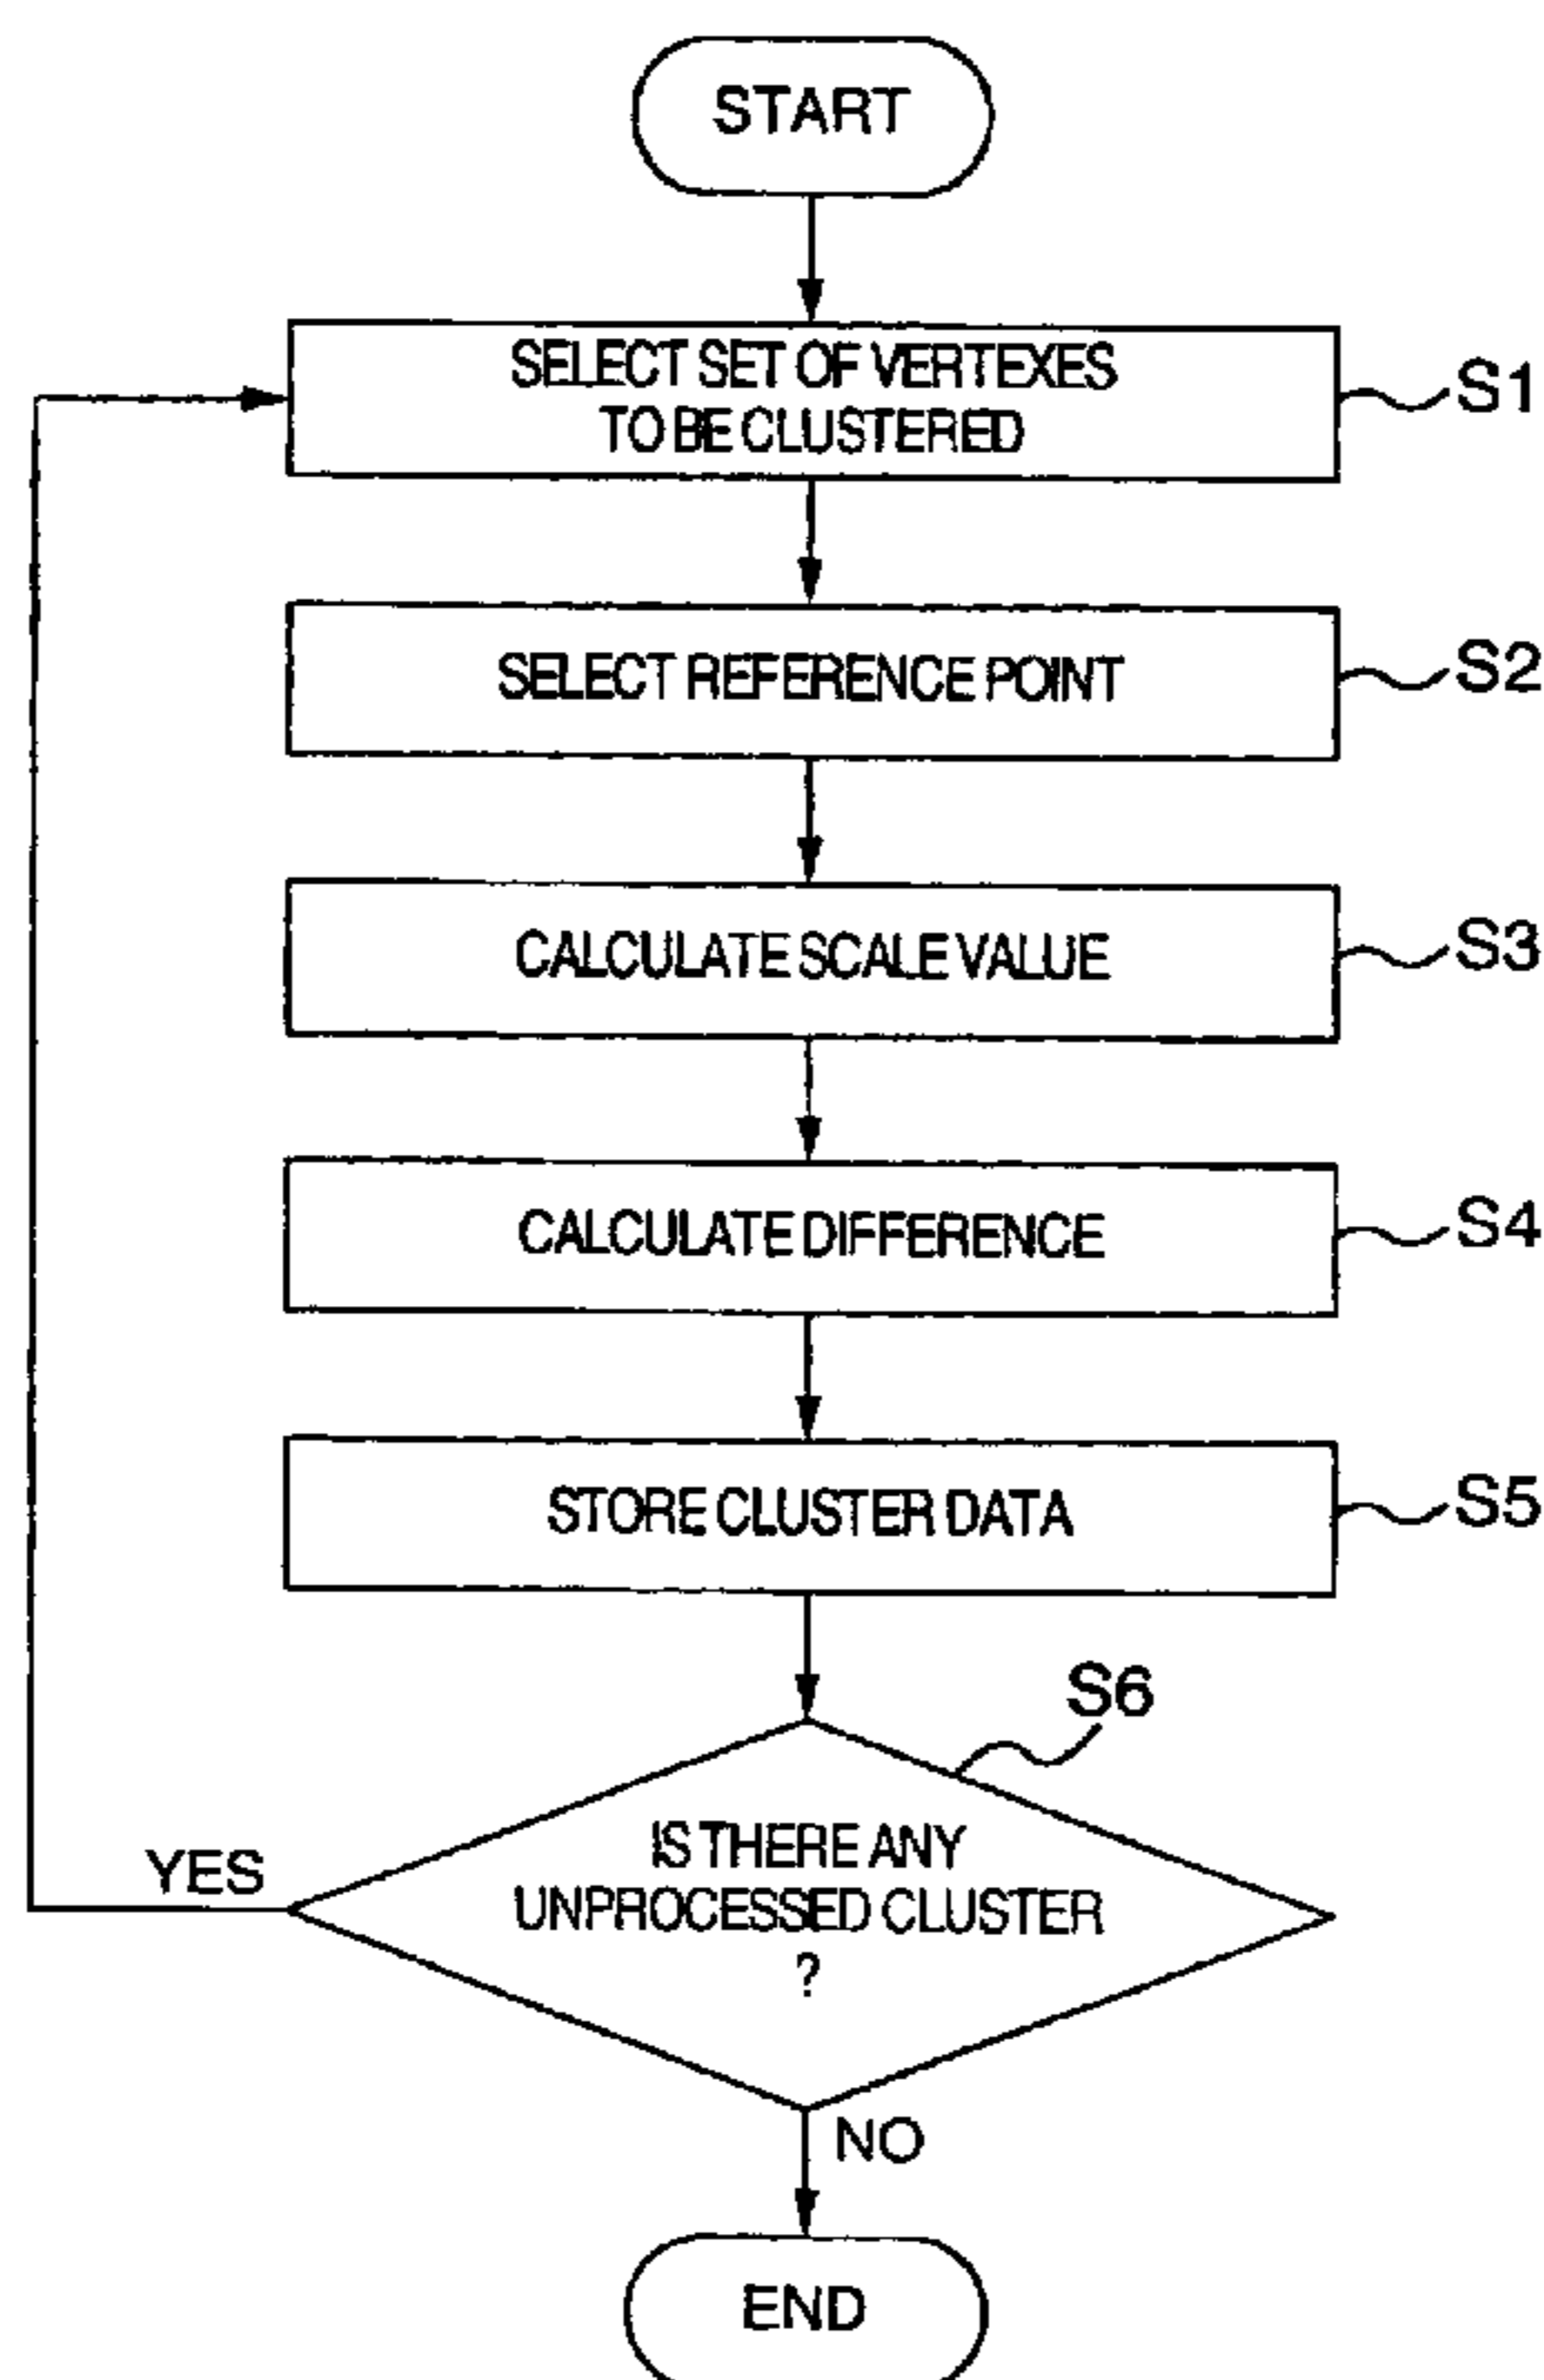 START
SELECT SET OF VERTEXES
TO BE CLUSTERED
S1
SELECT REFERENCE POINT
S2
CALCULATE SCALE VALUE
S3
CALCULATE DIFFERENCE
S4
STORE CLUSTER DATA
S5
S6
IS THERE ANY
UNPROCESSED CLUSTER
?
YES
NO
END